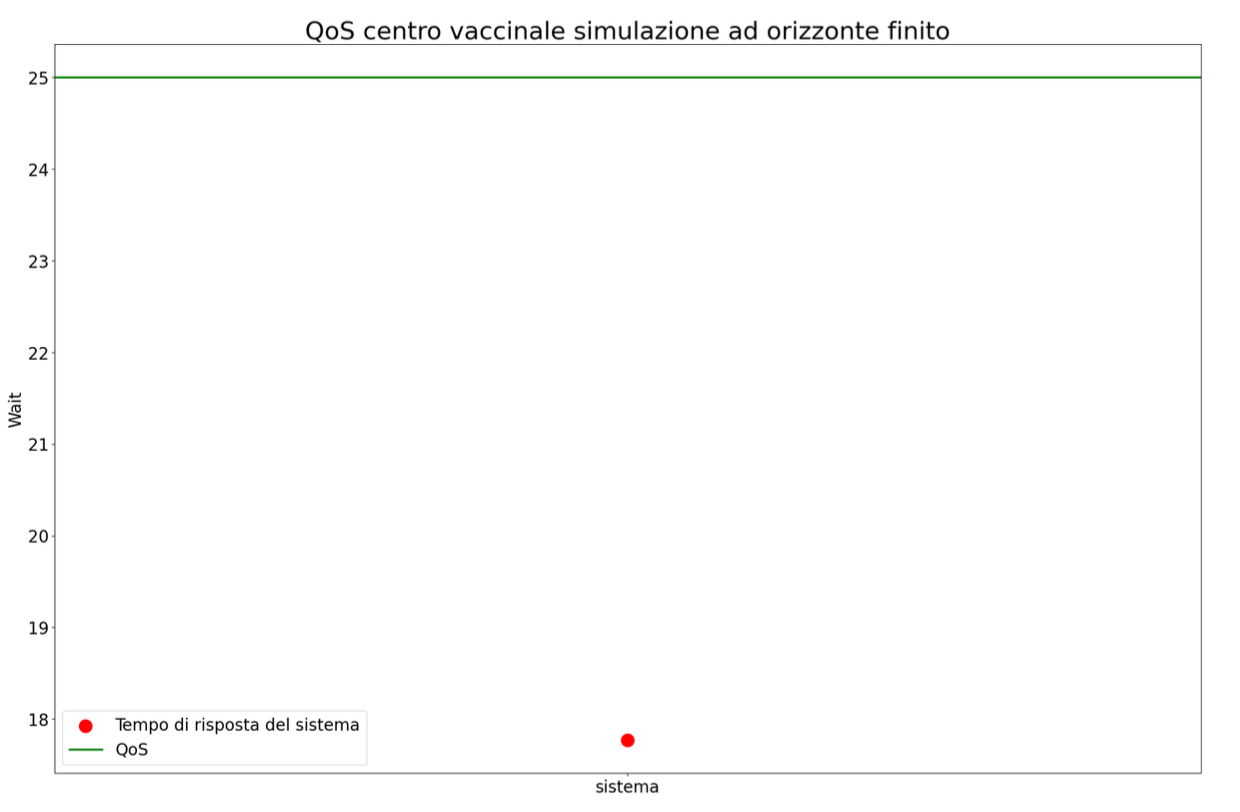 QoS centro vaccinale simulazione ad orizzonte finito
25
24
23
22
21
20
19
18
Wait
Tempo di risposta del sistema
QoS
sistema